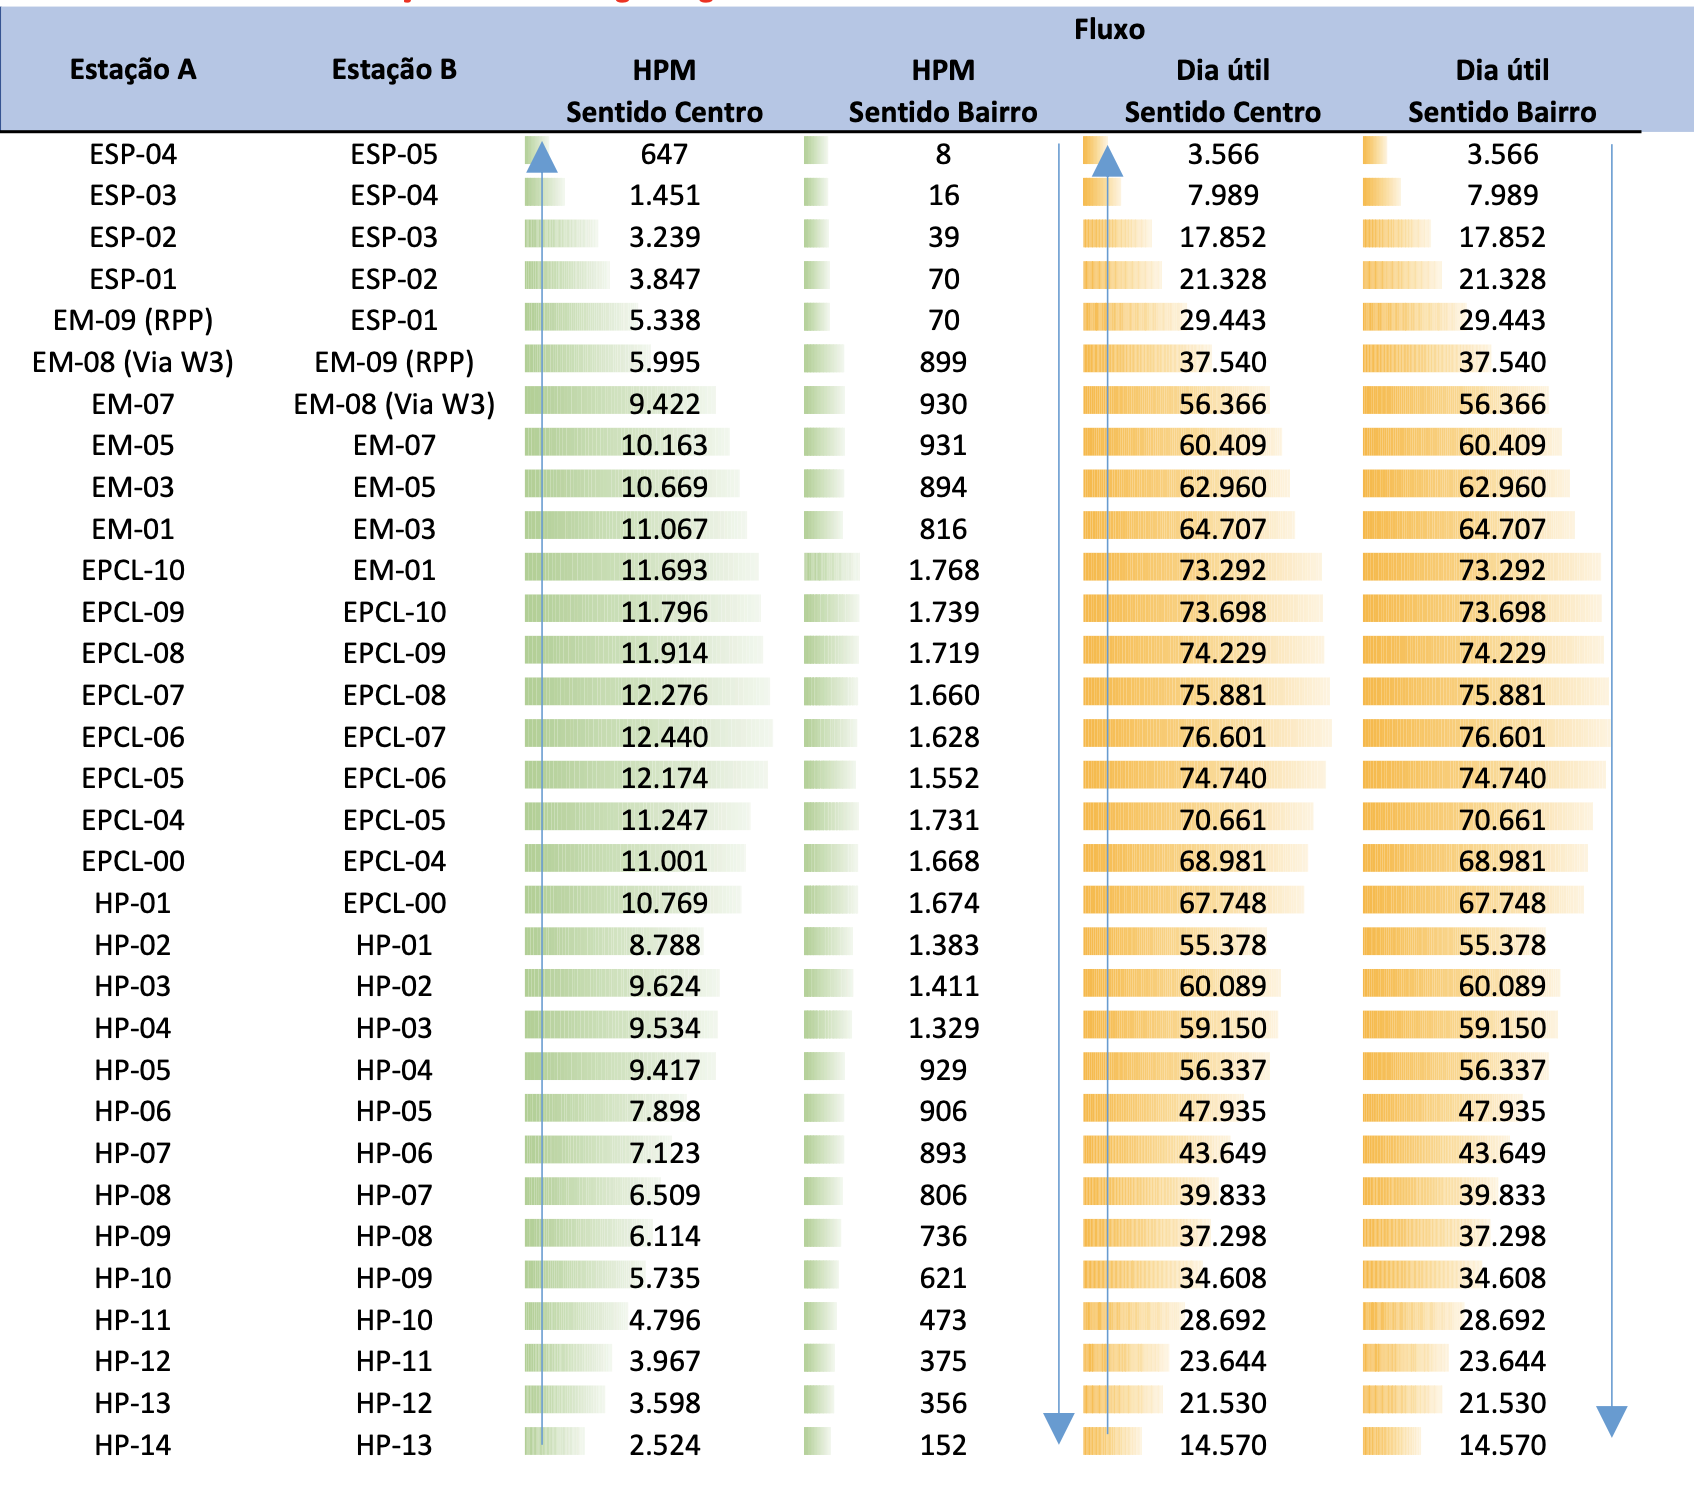 Fluxo
Estação A Estação B HPM HPM Dia útil Dia útil
Sentido Centro Sentido Bairro Sentido Centro Sentido Bairro
ESP-04 ESP-05 647 8 3.566 3.566
ESP-03 ESP-04 1.451 16 7.989 7.989
ESP-02 ESP-03 3.239 39 17.852 17.852
ESP-01 ESP-02 3.847 70 21.328 21.328
EM-09 (RPP) ESP-01 5.338 70 29.443 29.443
EM-08 (Via W3) EM-09 (RPP) 5.995 899 37.540 37.540
EM-07 EM-08 (Via W3) 9.422 930 56.366 56.366
EM-05 EM-07 10.163 931 60.409 60.409
EM-03 EM-05 10.669 894 62.960 62.960
EM-01 EM-03 11.067 816 64.707 64.707
EPCL-10 EM-01 11.693 1.768 73.292 73.292
EPCL-09 EPCL-10 11.796 1.739 73.698 73.698
EPCL-08 EPCL-09 11.914 1.719 74.229 74.229
EPCL-07 EPCL-08 12.276 1.660 75.881 75.881
EPCL-06 EPCL-07 12.440 1.628 76.601 76.601
EPCL-05 EPCL-06 12.174 1.552 74.740 74.740
EPCL-04 EPCL-05 11.247 1.731 70.661 70.661
EPCL-00 EPCL-04 11.001 1.668 68.981 68.981
HP-01 EPCL-00 10.769 1.674 67.748 67.748
HP-02 HP-01 8.788 1.383 55.378 55.378
HP-03 HP-02 9.624 1.411 60.089 60.089
HP-04 HP-03 9.534 1.329 59.150 59.150
HP-05 HP-04 9.417 929 56.337 56.337
HP-06 HP-05 7.898 906 47.935 47.935
HP-07 HP-06 7.123 893 43.649 43.649
HP-08 HP-07 6.509 806 39.833 39.833
HP-09 HP-08 6.114 736 37.298 37.298
HP-10 HP-09 5.735 621 34.608 34.608
HP-11 HP-10 4.796 473 28.692 28.692
HP-12 HP-11 3.967 375 23.644 23.644
HP-13 HP-12 3.598 356 21.530 21.530
HP-14 HP-13 2.524 152 14.570 14.570